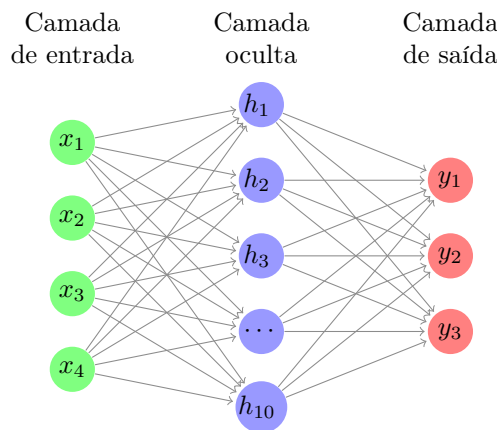 Camada
de entrada
Camada
oculta
Camada
de saída
x₁
x₂
x₃
x₄
h₁
h₂
h₃
⋯
h₁₀
y₁
y₂
y₃